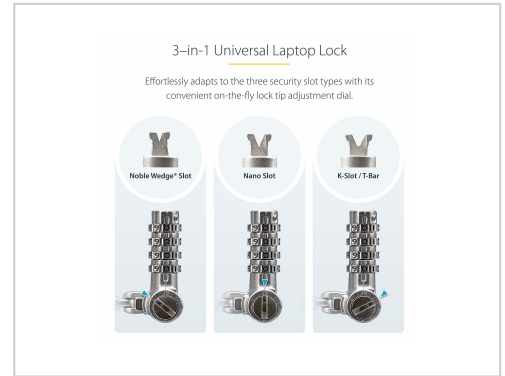 3–in-1 Universal Laptop Lock
Effortlessly adapts to the three security slot types with its
convenient on-the-fly lock tip adjustment dial.
Noble Wedge® Slot
Nano Slot
K-Slot / T-Bar